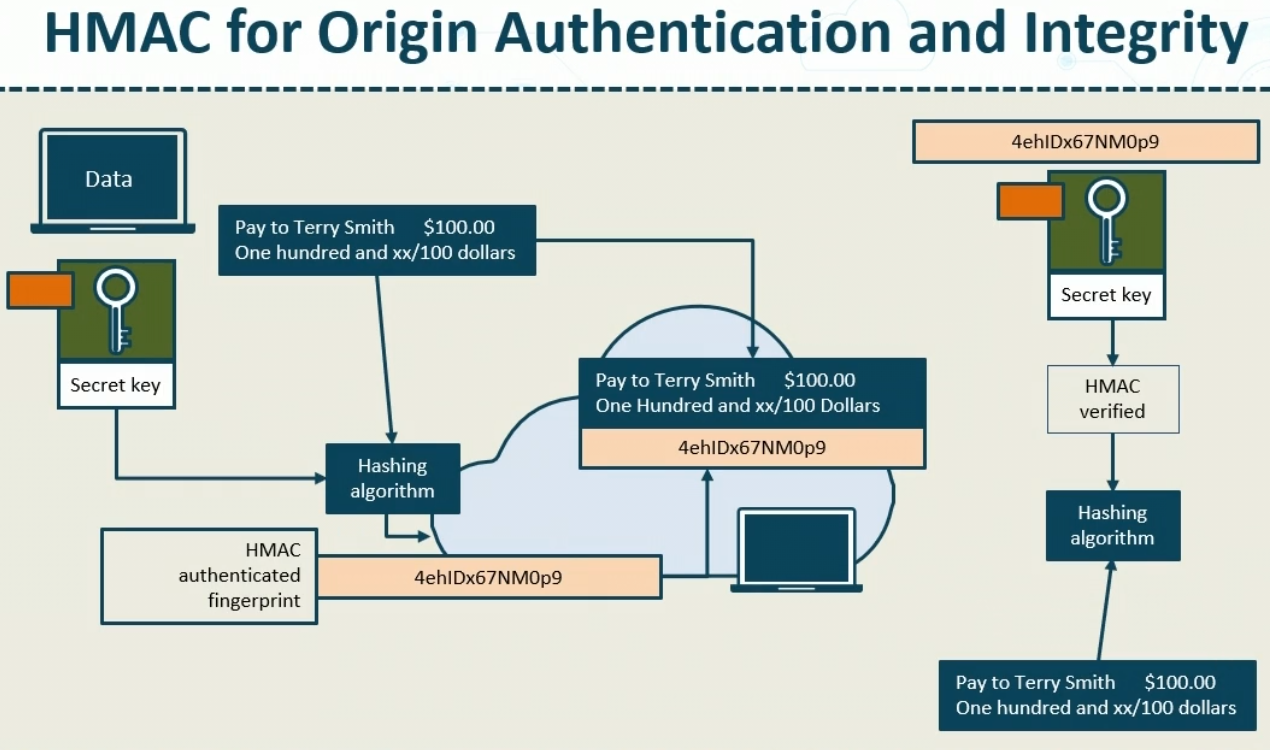 HMAC for Origin Authentication and Integrity
Data
Secret key
Pay to Terry Smith $100.00
One hundred and xx/100 dollars
Hashing
algorithm
HMAC
authenticated
fingerprint
4ehIDx67NM0p9
Pay to Terry Smith $100.00
One Hundred and xx/100 Dollars
4ehIDx67NM0p9
4ehIDx67NM0p9
Secret key
HMAC
verified
Hashing
algorithm
Pay to Terry Smith $100.00
One hundred and xx/100 dollars